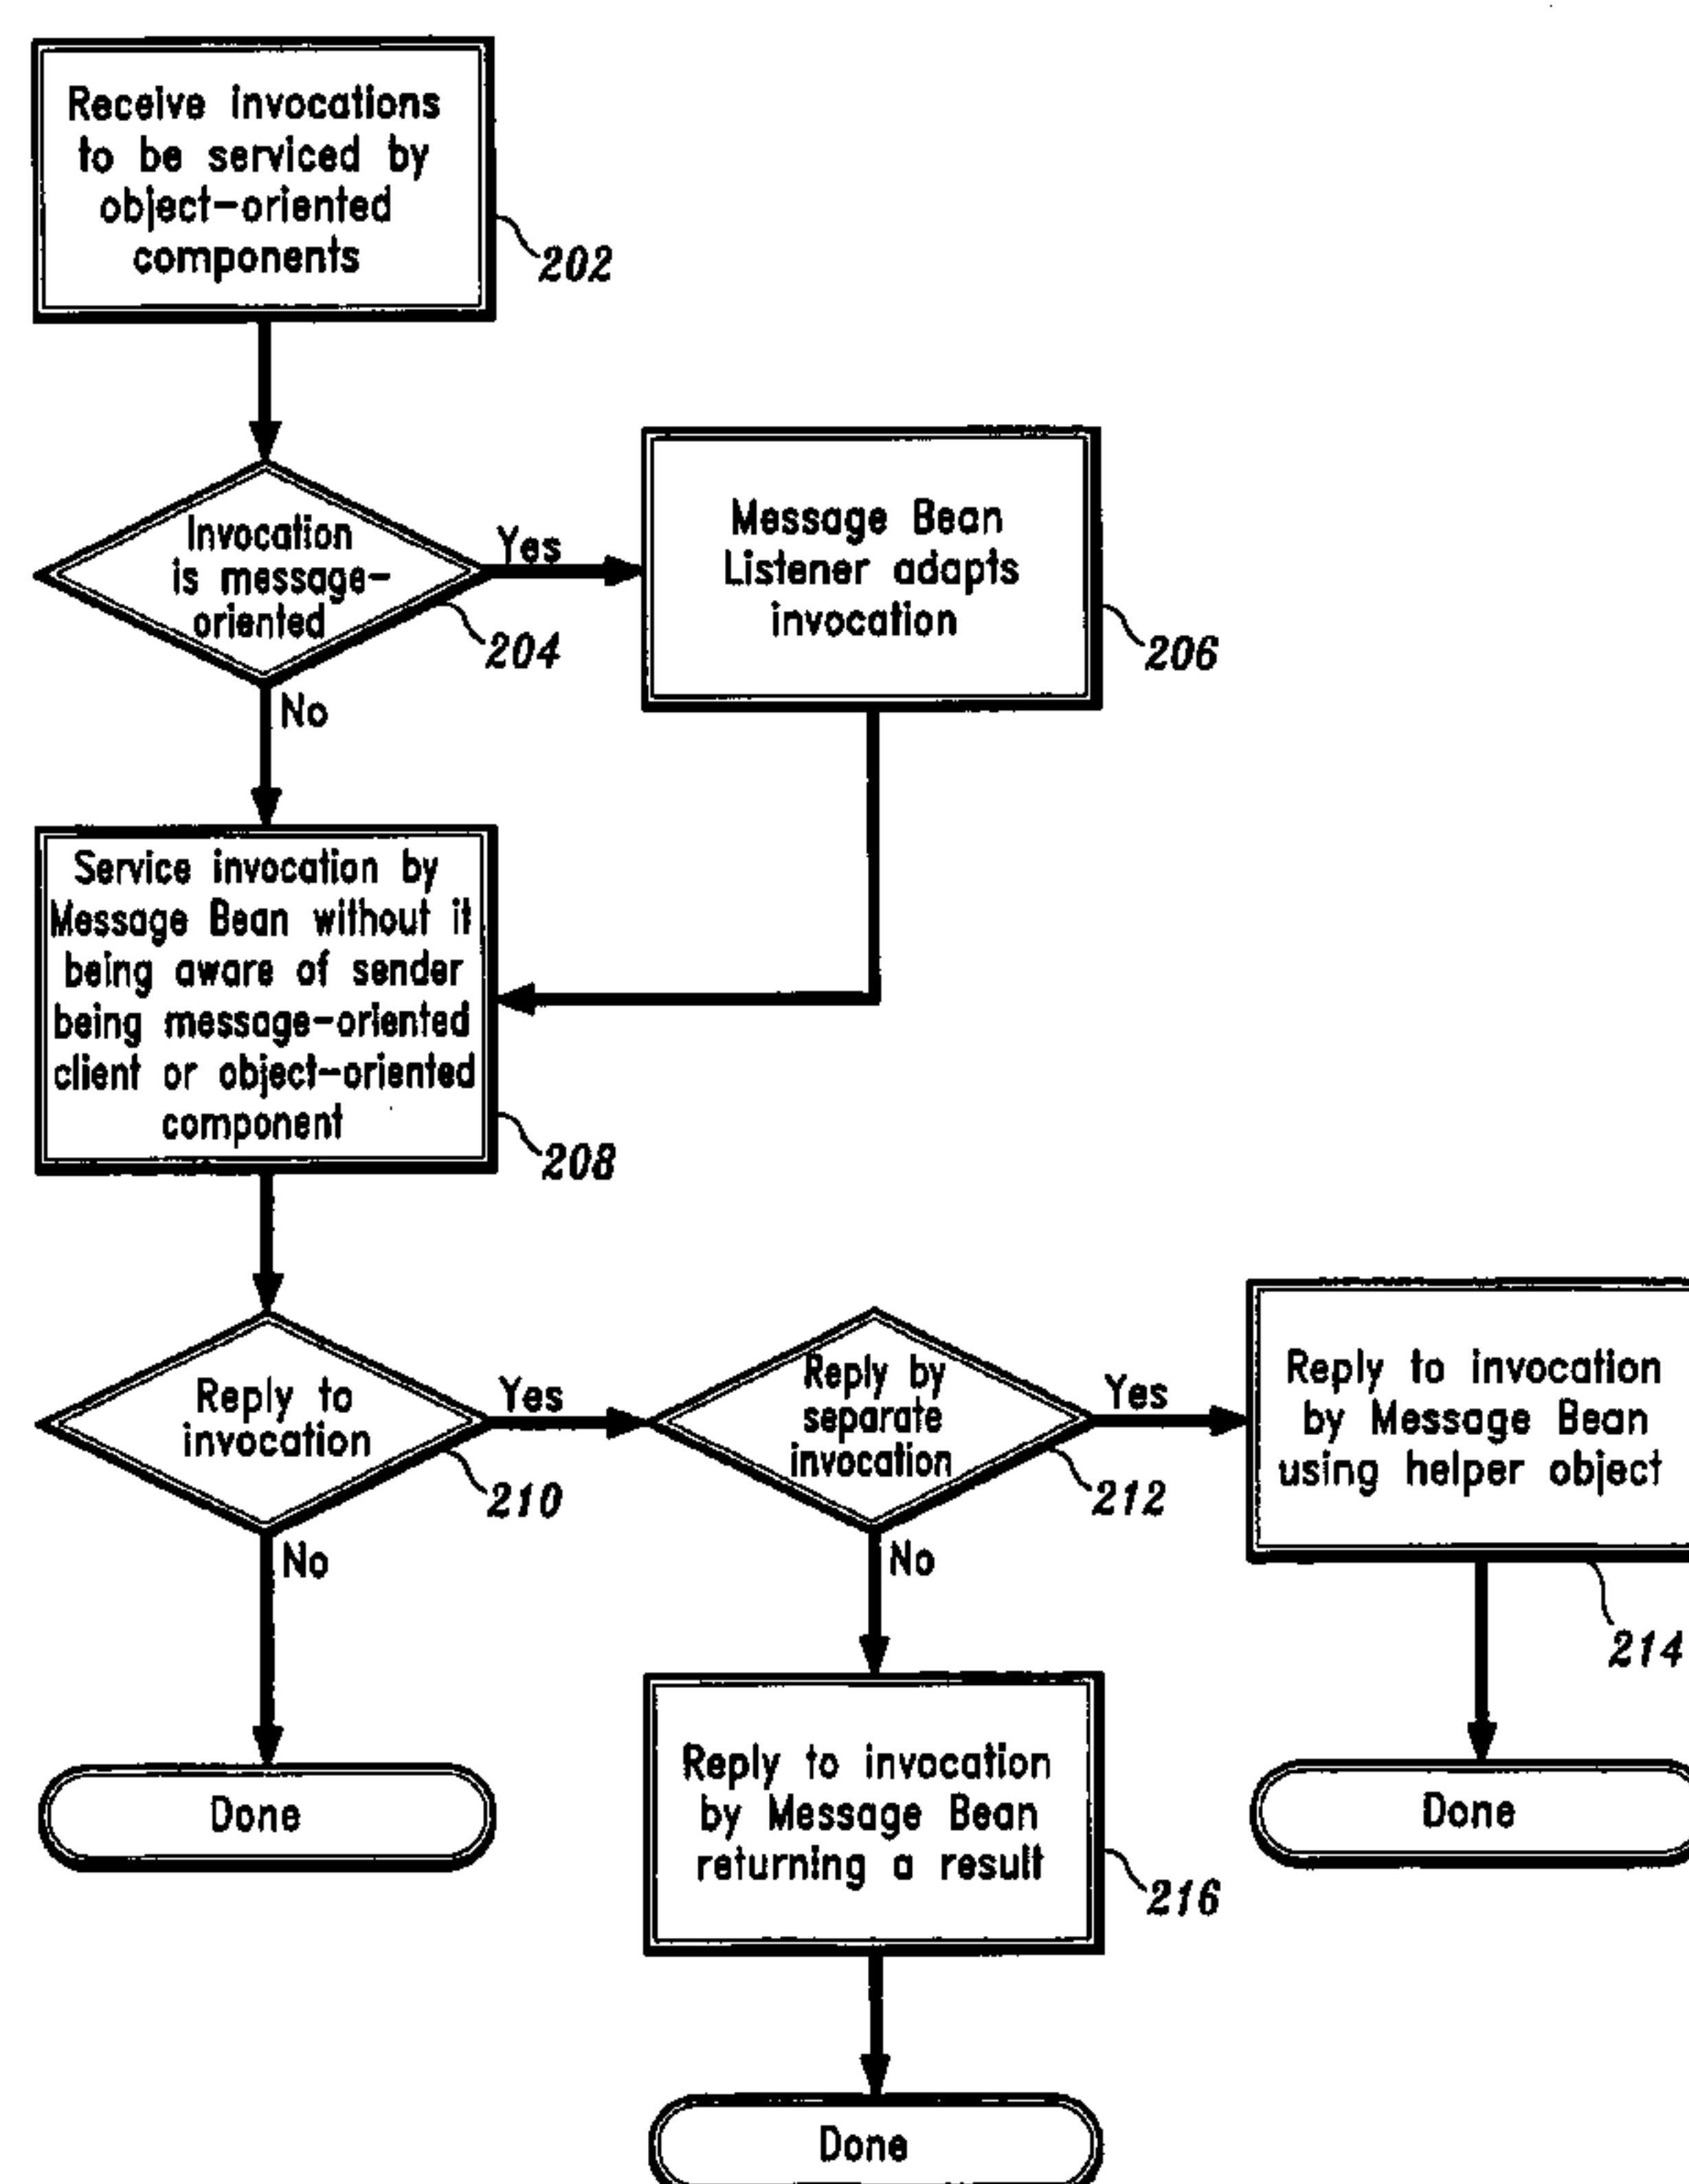 Receive invocations
to be serviced by
object-oriented
components
202
Invocation
is message-
oriented
Yes
204
No
Message Bean
Listener adapts
invocation
206
Service invocation by
Message Bean without it
being aware of sender
being message-oriented
client or object-oriented
component
208
Reply to
invocation
Yes
210
No
Reply by
separate
invocation
Yes
212
No
Reply to invocation
by Message Bean
using helper object
214
Done
Reply to invocation
by Message Bean
returning a result
216
Done
Done